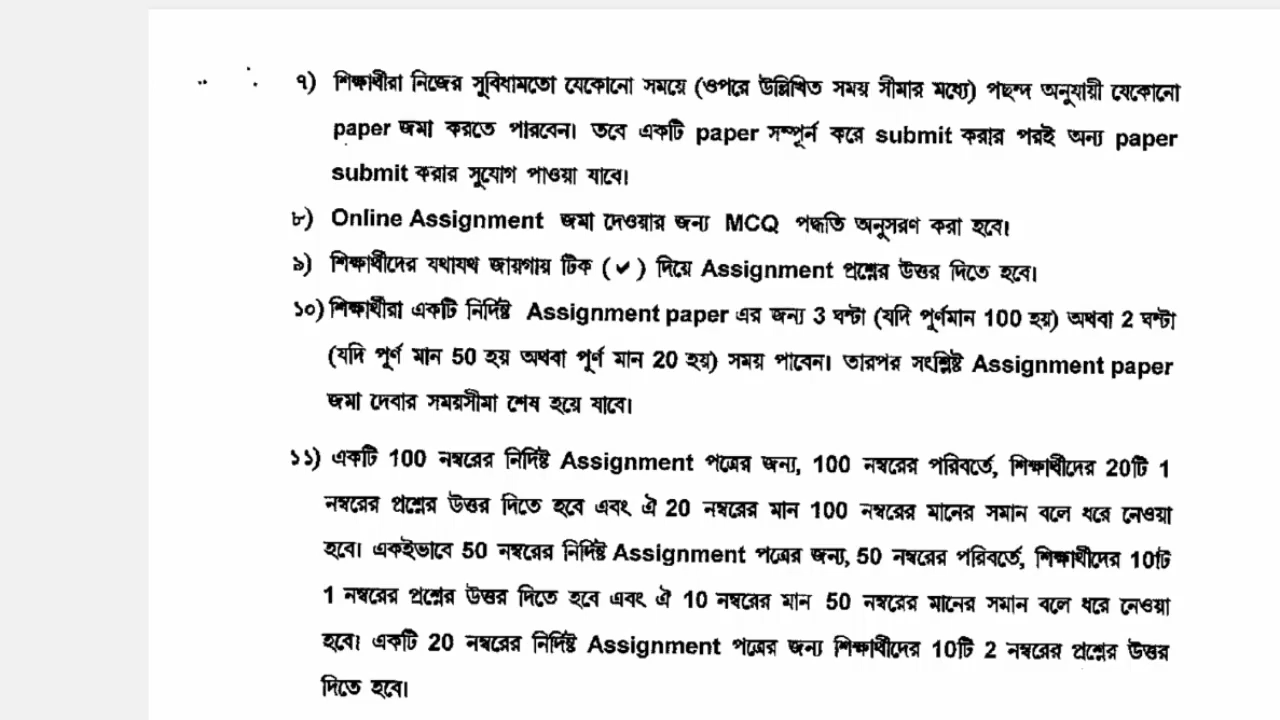 ৭) শিক্ষার্থীরা নিজের সুবিধামতো যেকোনো সময়ে (ওপরে উল্লিখিত সময় সীমার মধ্যে) পছন্দ অনুযায়ী যেকোনো
paper জমা করতে পারবেন। তবে একটি paper সম্পূর্ন করে submit করার পরই অন্য paper
submit করার সুযোগ পাওয়া যাবে।
৮) Online Assignment জমা দেওয়ার জন্য MCQ পদ্ধতি অনুসরণ করা হবে।
৯) শিক্ষার্থীদের যথাযথ জায়গায় টিক (✔) দিয়ে Assignment প্রশ্নের উত্তর দিতে হবে।
১০) শিক্ষার্থীরা একটি নির্দিষ্ট Assignment paper এর জন্য 3 ঘন্টা (যদি পূর্ণমান 100 হয়) অথবা 2 ঘণ্টা
(যদি পূর্ণ মান 50 হয় অথবা পূর্ণ মান 20 হয়) সময় পাবেন। তারপর সংশ্লিষ্ট Assignment paper
জমা দেবার সময়সীমা শেষ হয়ে যাবে।
১১) একটি 100 নম্বরের নির্দিষ্ট Assignment পত্রের জন্য, 100 নম্বরের পরিবর্তে, শিক্ষার্থীদের 20টি 1
নম্বরের প্রশ্নের উত্তর দিতে হবে এবং ঐ 20 নম্বরের মান 100 নম্বরের মানের সমান বলে ধরে নেওয়া
হবে। একইভাবে 50 নম্বরের নির্দিষ্ট Assignment পত্রের জন্য, 50 নম্বরের পরিবর্তে, শিক্ষার্থীদের 10টি
1 নম্বরের প্রশ্নের উত্তর দিতে হবে এবং ঐ 10 নম্বরের মান 50 নম্বরের মানের সমান বলে ধরে নেওয়া
হবে। একটি 20 নম্বরের নির্দিষ্ট Assignment পত্রের জন্য শিক্ষার্থীদের 10টি 2 নম্বরের প্রশ্নের উত্তর
দিতে হবে।